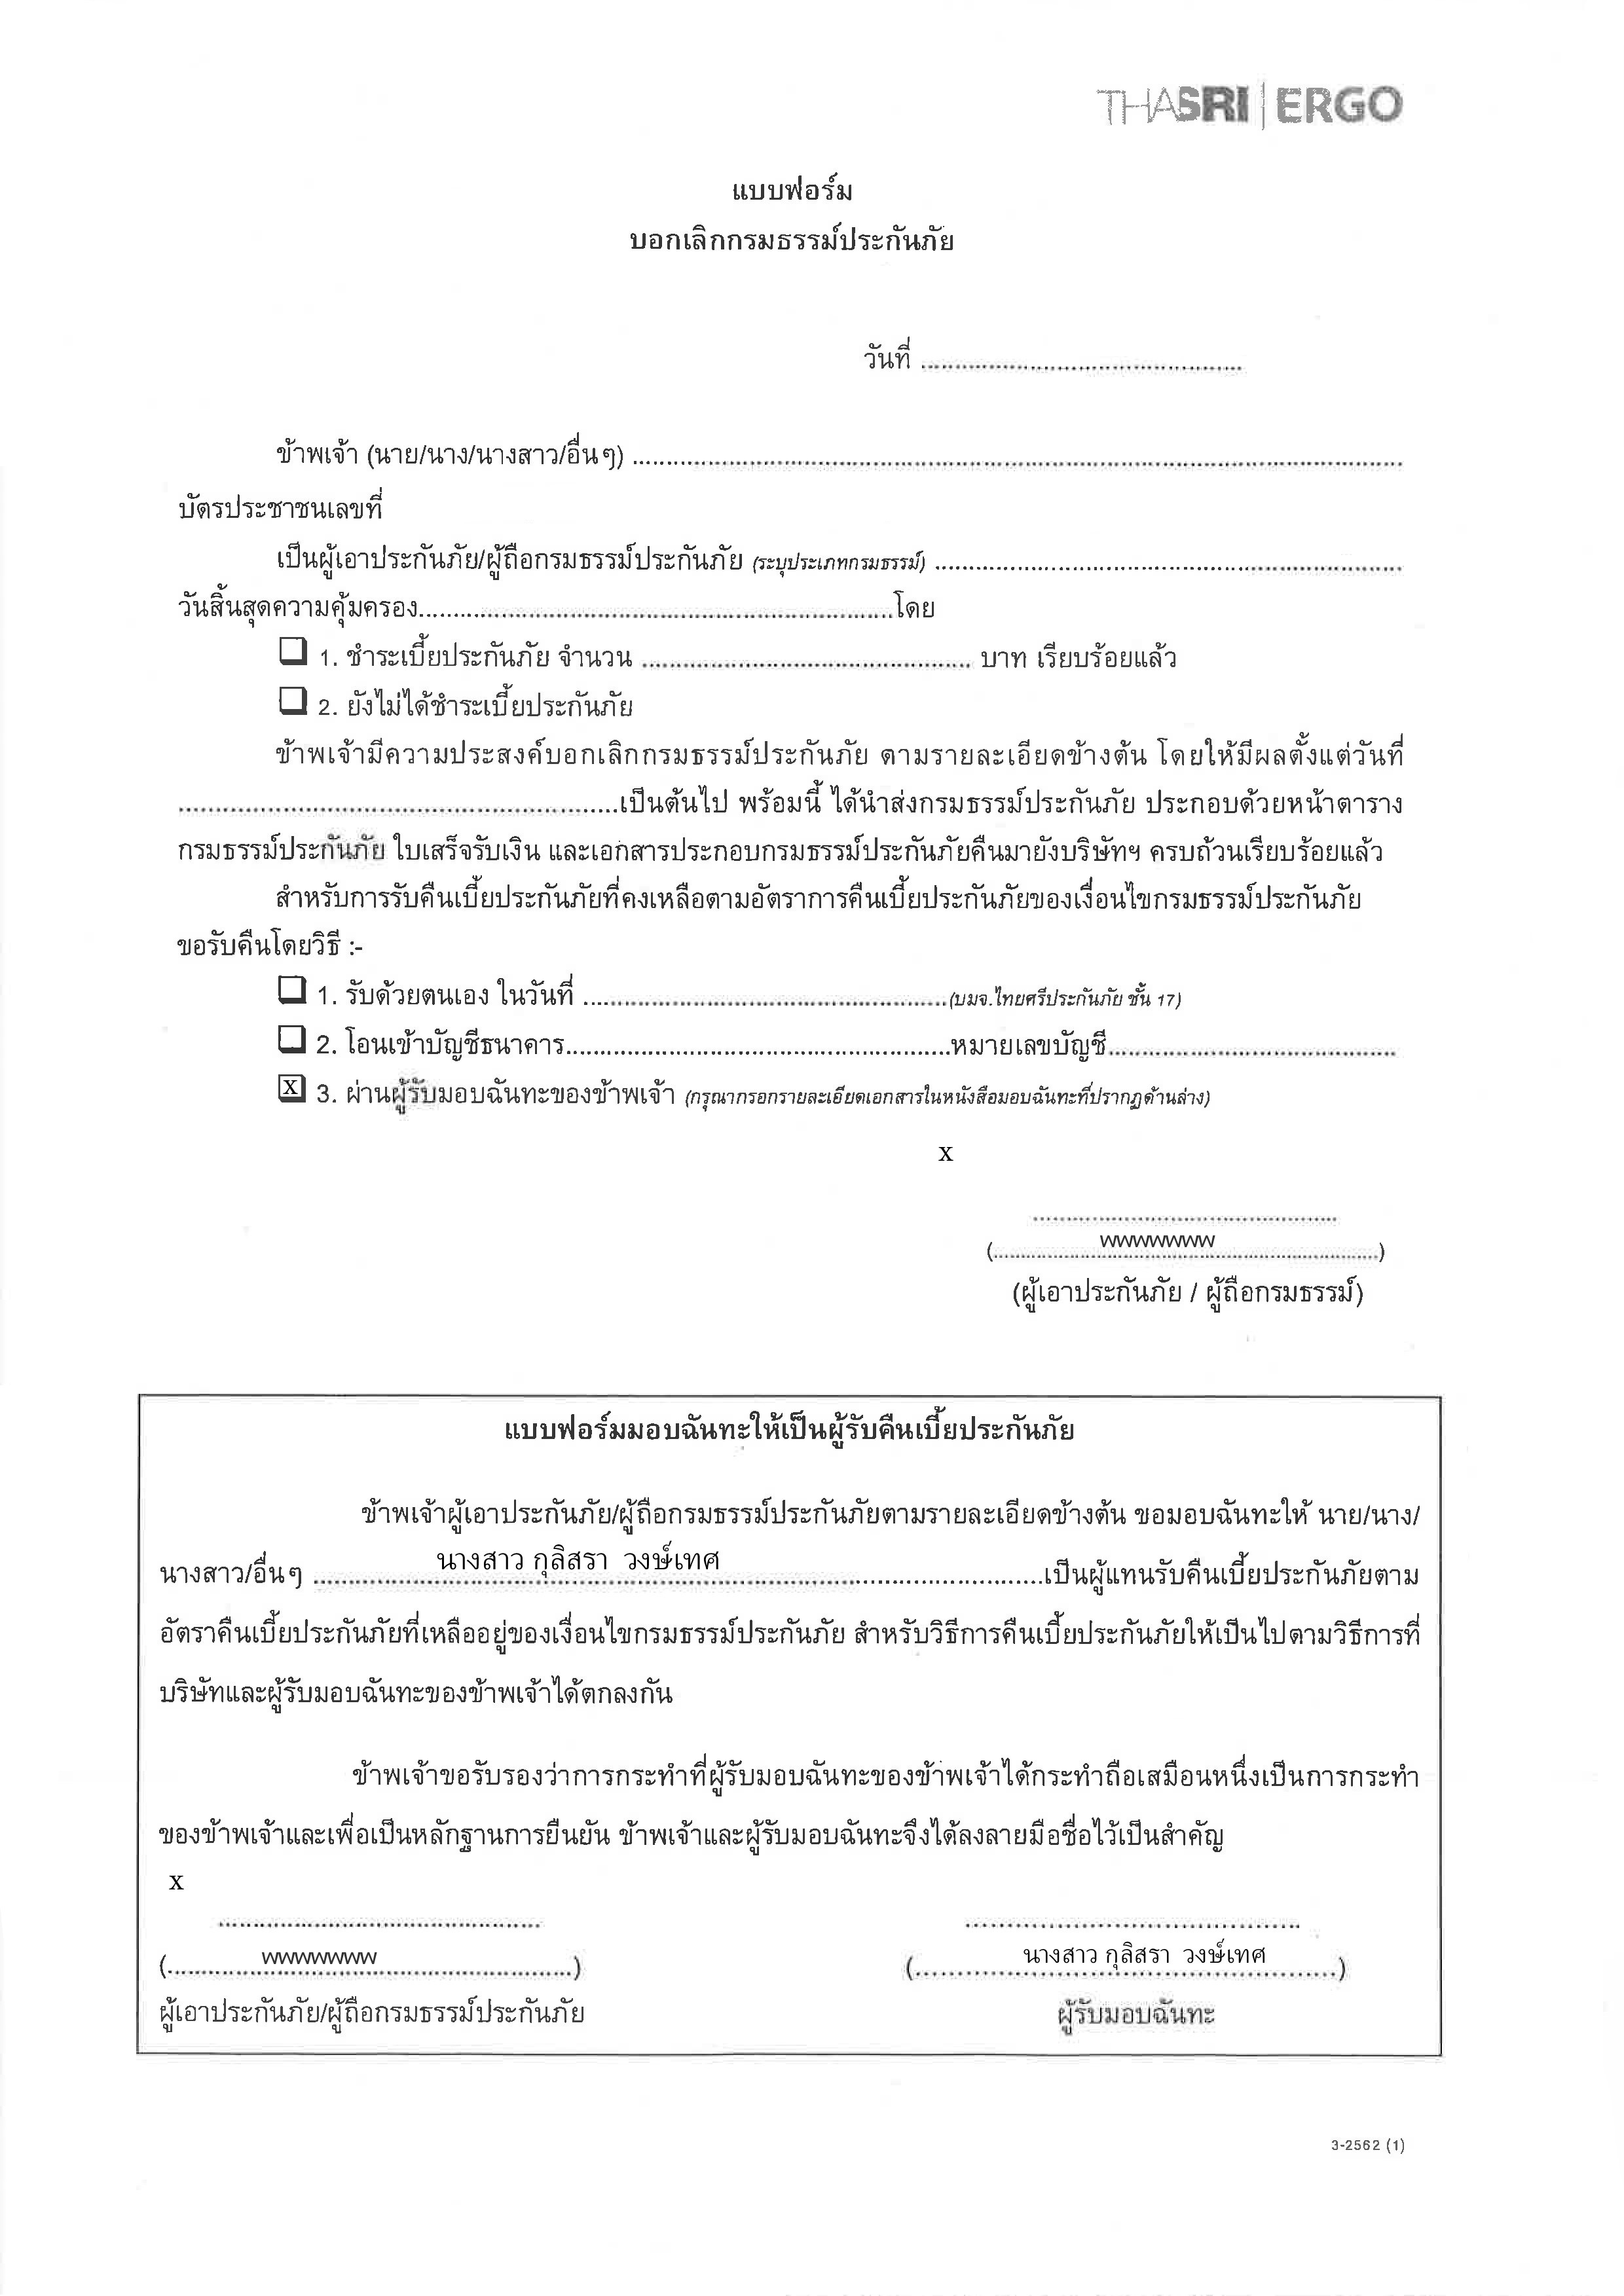 THASRI | ERGO
แบบฟอร์ม
บอกเลิกกรมธรรม์ประกันภัย
วันที่ ................................................
ข้าพเจ้า (นาย/นาง/นางสาว/อื่นๆ) ................................................
บัตรประชาชนเลขที่
เป็นผู้เอาประกันภัย/ผู้ถือกรมธรรม์ประกันภัย (ระบุประเภทกรมธรรม์) ................................................
วันสิ้นสุดความคุ้มครอง................................................โดย
1. ชำระเบี้ยประกันภัย จำนวน ................................................ บาท เรียบร้อยแล้ว
2. ยังไม่ได้ชำระเบี้ยประกันภัย
ข้าพเจ้ามีความประสงค์บอกเลิกกรมธรรม์ประกันภัย ตามรายละเอียดข้างต้น โดยให้มีผลตั้งแต่วันที่
................................................เป็นต้นไป พร้อมนี้ ได้นำส่งกรมธรรม์ประกันภัย ประกอบด้วยหน้าตาราง
กรมธรรม์ประกันภัย ใบเสร็จรับเงิน และเอกสารประกอบกรมธรรม์ประกันภัยคืนมายังบริษัทฯ ครบถ้วนเรียบร้อยแล้ว
สำหรับการรับคืนเบี้ยประกันภัยที่คงเหลือตามอัตราการคืนเบี้ยประกันภัยของเงื่อนไขกรมธรรม์ประกันภัย
ขอรับคืนโดยวิธี :-
1. รับด้วยตนเอง ในวันที่ ................................................(บมจ.ไทยศรีประกันภัย ชั้น 17)
2. โอนเข้าบัญชีธนาคาร................................................หมายเลขบัญชี................................................
x 3. ผ่านผู้รับมอบฉันทะของข้าพเจ้า (กรุณากรอกรายละเอียดเอกสารในหนังสือมอบฉันทะที่ปรากฏด้านล่าง)
x
................................................
(................wwwwwww................)
(ผู้เอาประกันภัย / ผู้ถือกรมธรรม์)
แบบฟอร์มมอบฉันทะให้เป็นผู้รับคืนเบี้ยประกันภัย
ข้าพเจ้าผู้เอาประกันภัย/ผู้ถือกรมธรรม์ประกันภัยตามรายละเอียดข้างต้น ขอมอบฉันทะให้ นาย/นาง/
นางสาว/อื่นๆ ................นางสาว กุลิสรา วงษ์เทศ................เป็นผู้แทนรับคืนเบี้ยประกันภัยตาม
อัตราคืนเบี้ยประกันภัยที่เหลืออยู่ของเงื่อนไขกรมธรรม์ประกันภัย สำหรับวิธีการคืนเบี้ยประกันภัยให้เป็นไปตามวิธีการที่
บริษัทและผู้รับมอบฉันทะของข้าพเจ้าได้ตกลงกัน
ข้าพเจ้าขอรับรองว่าการกระทำที่ผู้รับมอบฉันทะของข้าพเจ้าได้กระทำถือเสมือนหนึ่งเป็นการกระทำ
ของข้าพเจ้าและเพื่อเป็นหลักฐานการยืนยัน ข้าพเจ้าและผู้รับมอบฉันทะจึงได้ลงลายมือชื่อไว้เป็นสำคัญ
x
................................................ ................................................
(................wwwwwww................) (................นางสาว กุลิสรา วงษ์เทศ................)
ผู้เอาประกันภัย/ผู้ถือกรมธรรม์ประกันภัย ผู้รับมอบฉันทะ
3-2562 (1)